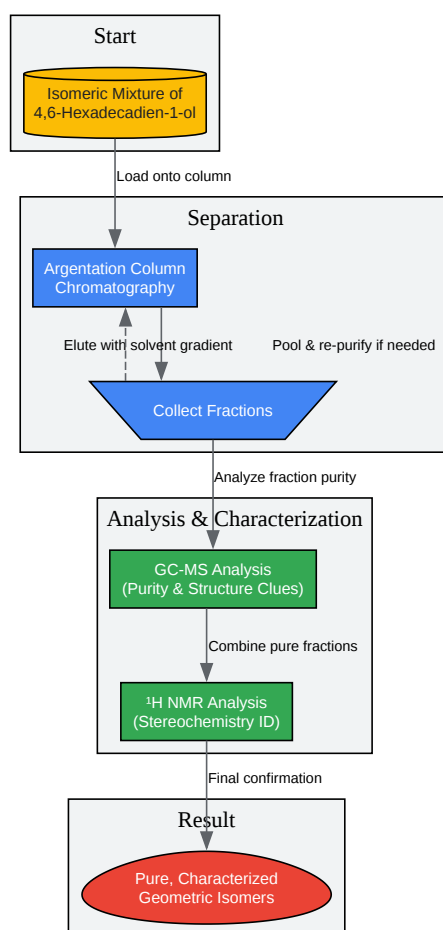 Start
Isomeric Mixture of
4,6-Hexadecadien-1-ol
Load onto column
Separation
Argentation Column
Chromatography
Elute with solvent gradient
Pool & re-purify if needed
Collect Fractions
Analyze fraction purity
Analysis & Characterization
GC-MS Analysis
(Purity & Structure Clues)
Combine pure fractions
¹H NMR Analysis
(Stereochemistry ID)
Final confirmation
Result
Pure, Characterized
Geometric Isomers